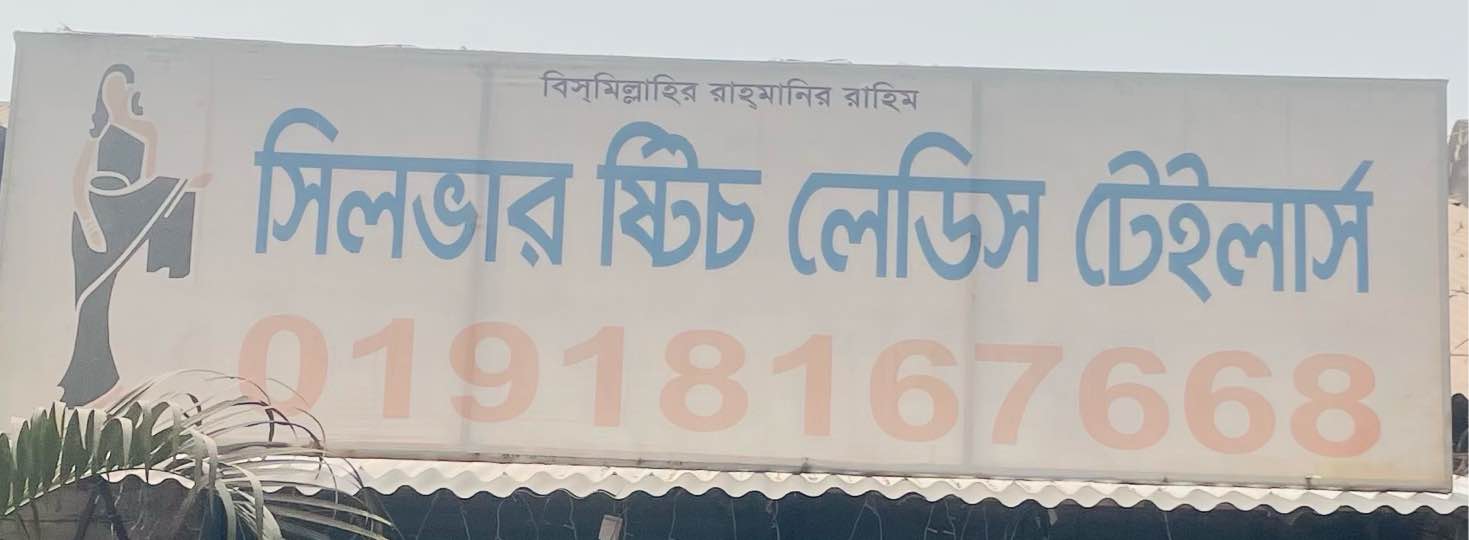 বিস্‌মিল্লাহির রাহ্‌মানির রাহিম
সিলভার ষ্টিচ লেডিস টেইলার্স
01918167668